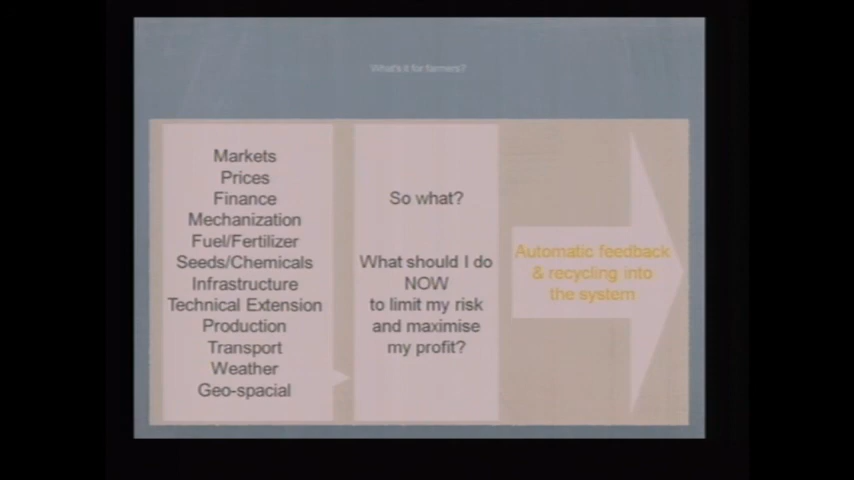 What's it for farmers?
Markets
Prices
Finance
Mechanization
Fuel/Fertilizer
Seeds/Chemicals
Infrastructure
Technical Extension
Production
Transport
Weather
Geo-spacial
So what?
What should I do
NOW
to limit my risk
and maximise
my profit?
Automatic feedback
& recycling into
the system